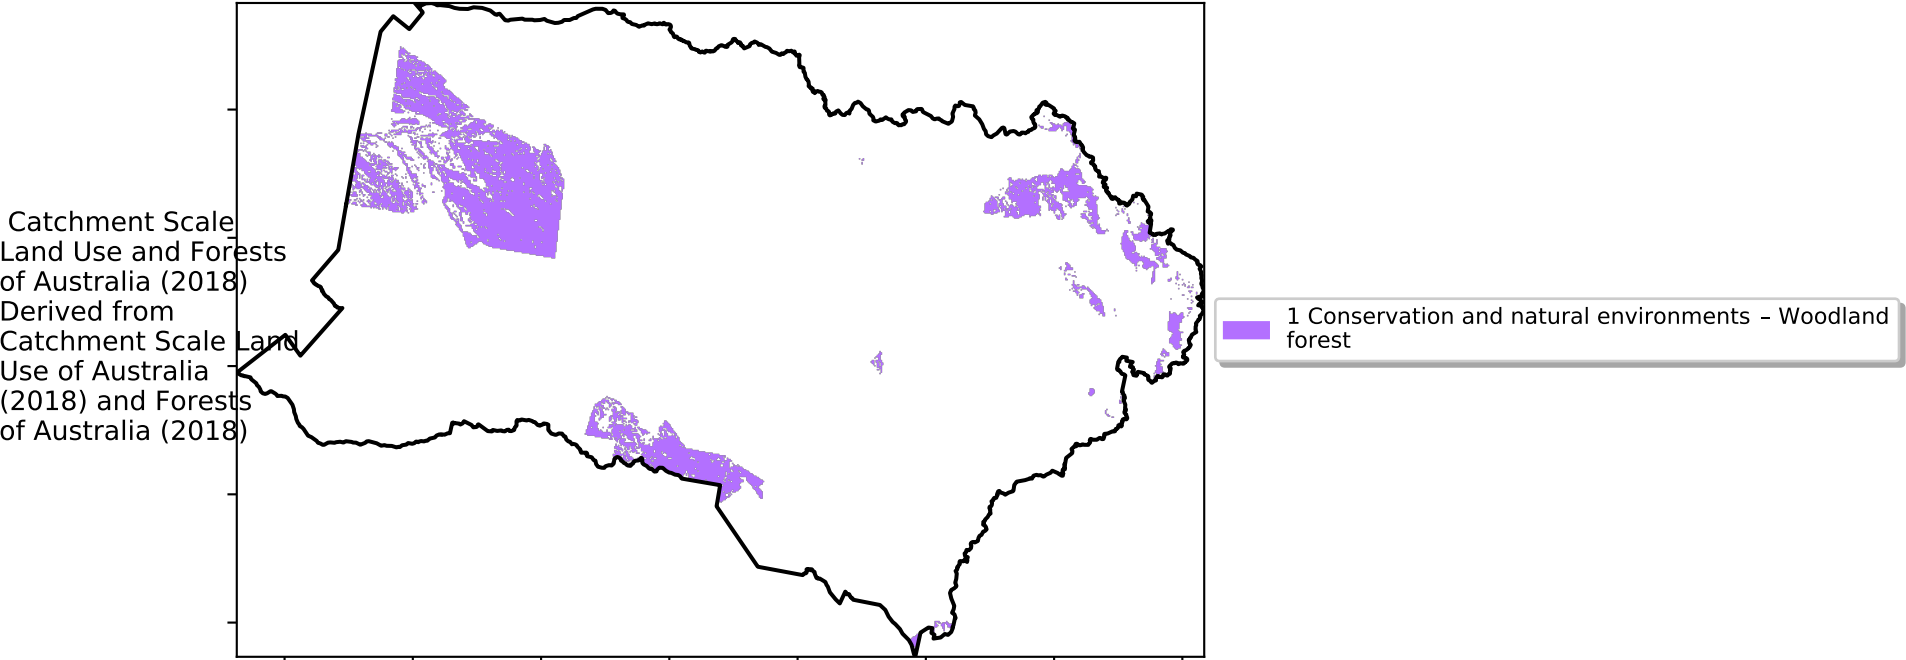 Catchment Scale
Land Use and Forests
of Australia (2018)
Derived from
Catchment Scale Land
Use of Australia
(2018) and Forests
of Australia (2018)
1 Conservation and natural environments – Woodland
forest